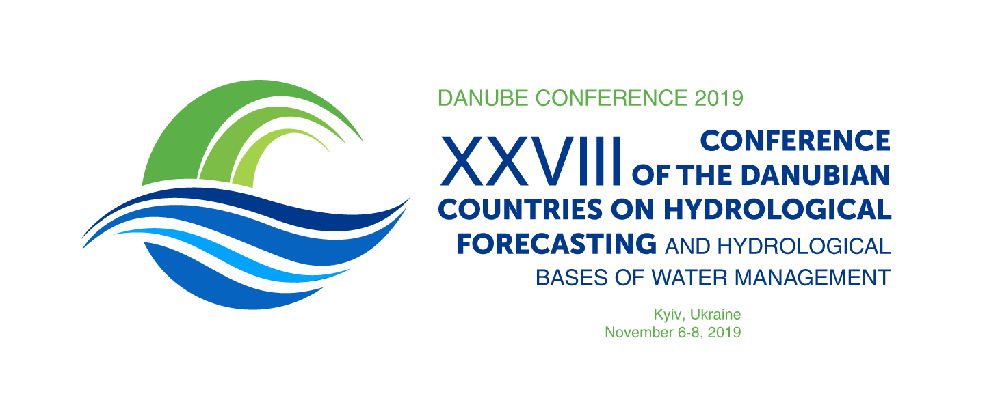 DANUBE CONFERENCE 2019
XXVIII CONFERENCE
OF THE DANUBIAN
COUNTRIES ON HYDROLOGICAL
FORECASTING AND HYDROLOGICAL
BASES OF WATER MANAGEMENT
Kyiv, Ukraine
November 6-8, 2019